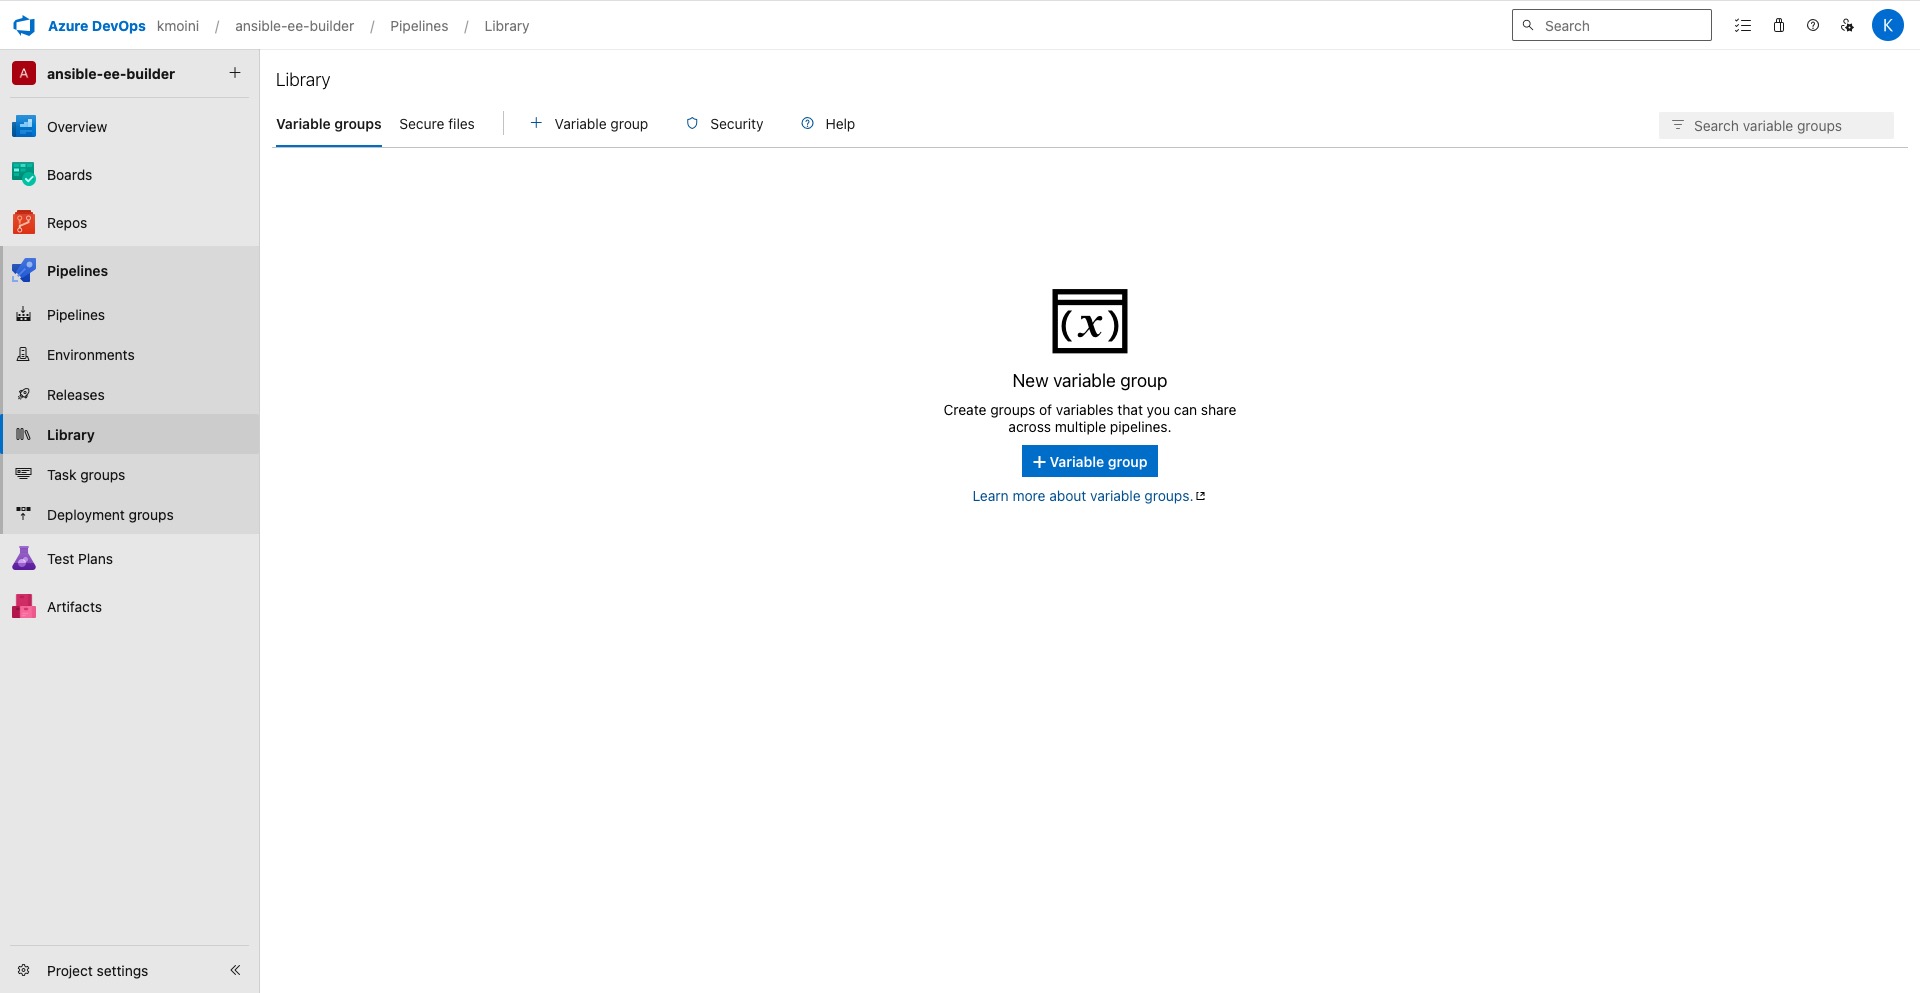 Azure DevOps kmoini / ansible-ee-builder / Pipelines / Library
Search
K
A ansible-ee-builder
Overview
Boards
Repos
Pipelines
Pipelines
Environments
Releases
Library
Task groups
Deployment groups
Test Plans
Artifacts
Project settings
Library
Variable groups Secure files + Variable group Security Help
Search variable groups
(x)
New variable group
Create groups of variables that you can share
across multiple pipelines.
+ Variable group
Learn more about variable groups.